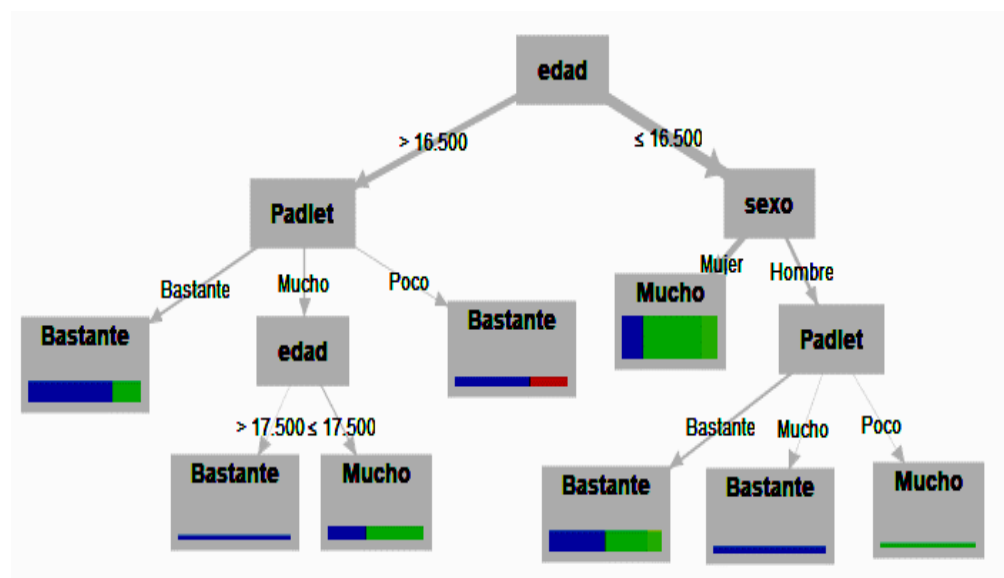 edad
> 16.500
≤ 16.500
Padlet
sexo
Bastante
Mucho
Poco
Mujer
Hombre
Bastante
edad
Bastante
Mucho
Padlet
> 17.500
≤ 17.500
Bastante
Mucho
Poco
Bastante
Mucho
Bastante
Bastante
Mucho